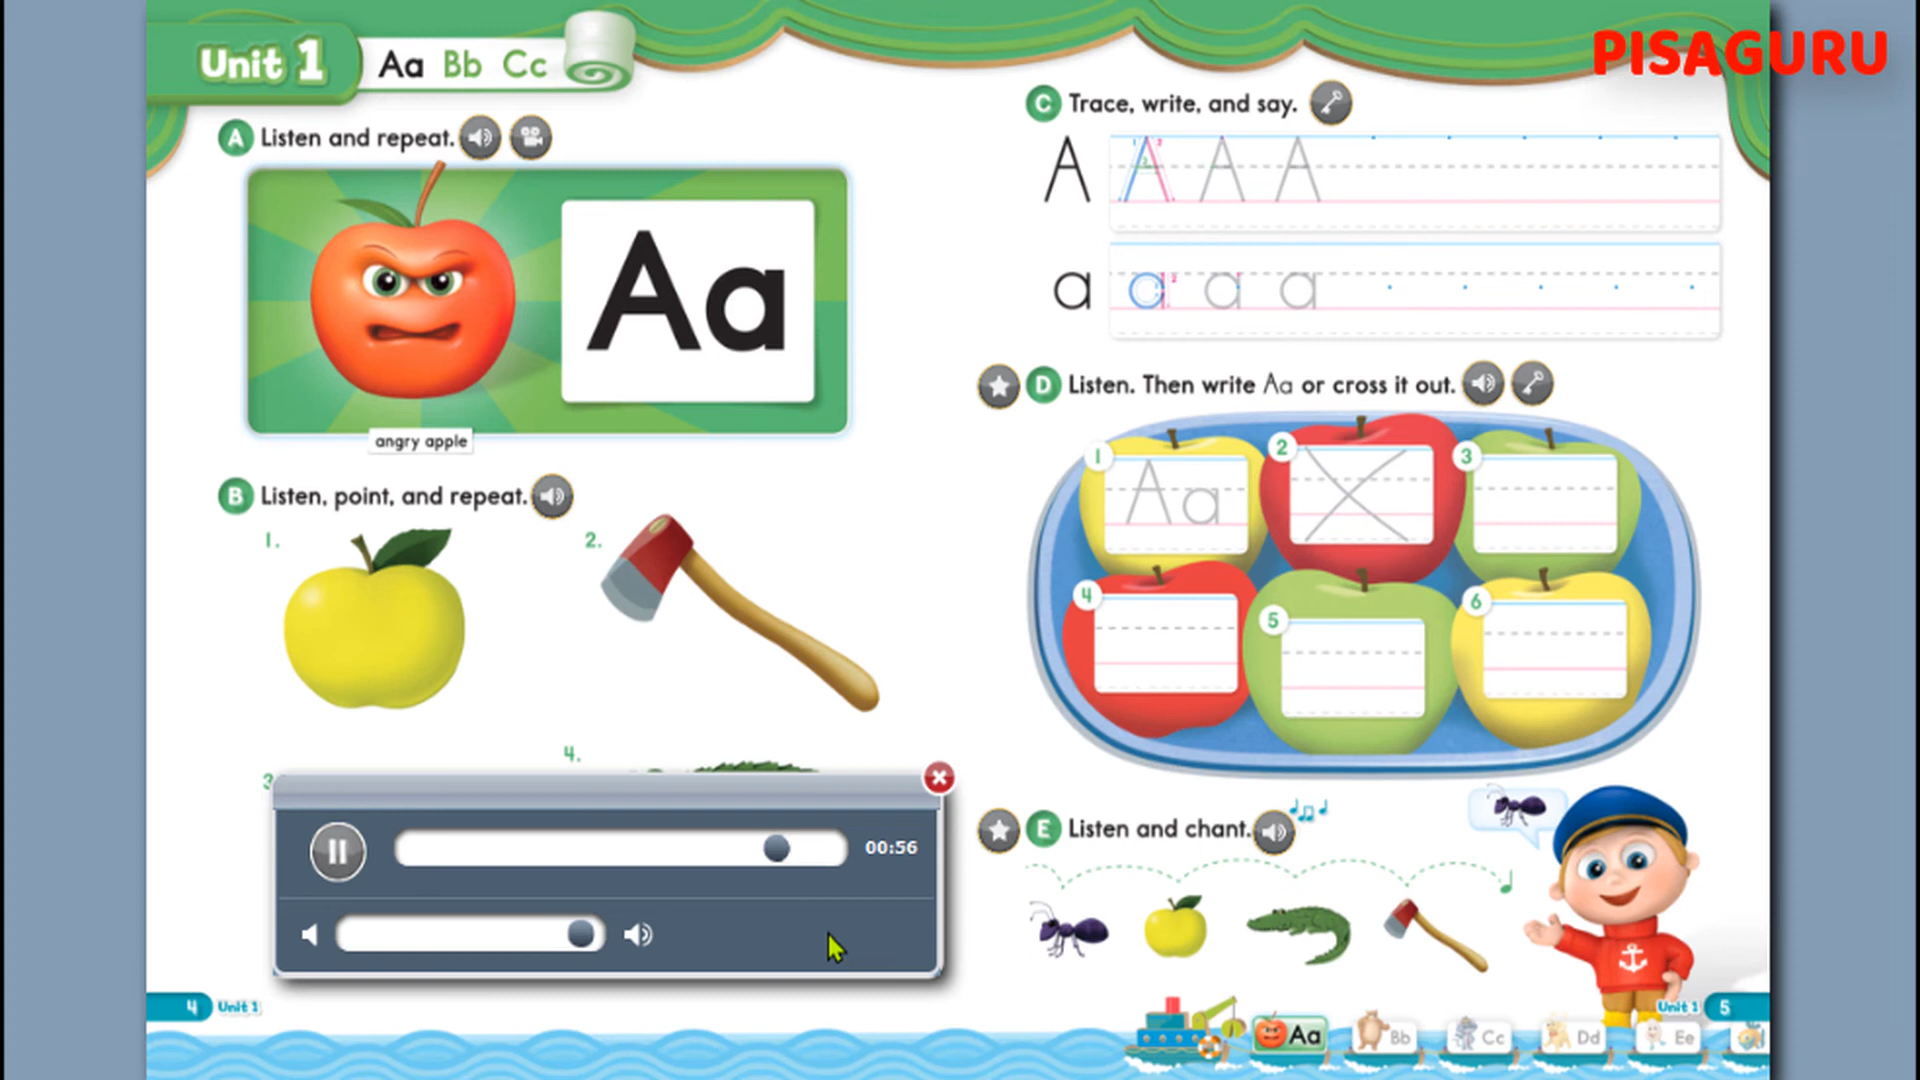 PISAGURU
Unit 1
Aa Bb Cc
A Listen and repeat.
Aa
angry apple
B Listen, point, and repeat.
1.
2.
3
4.
00:56
4 Unit 1
C Trace, write, and say.
A A A A
a a a a
D Listen. Then write Aa or cross it out.
1 Aa
2
3
4
5
6
E Listen and chant.
Unit 1 5
Aa Bb Cc Dd Ee